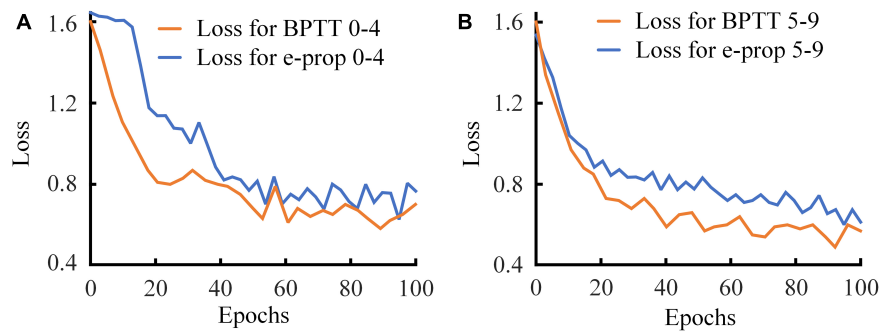 A
Loss for BPTT 0-4
Loss for e-prop 0-4
Loss
1.6
1.2
0.8
0.4
0 20 40 60 80 100
Epochs
B
Loss for BPTT 5-9
Loss for e-prop 5-9
Loss
1.6
1.2
0.8
0.4
0 20 40 60 80 100
Epochs